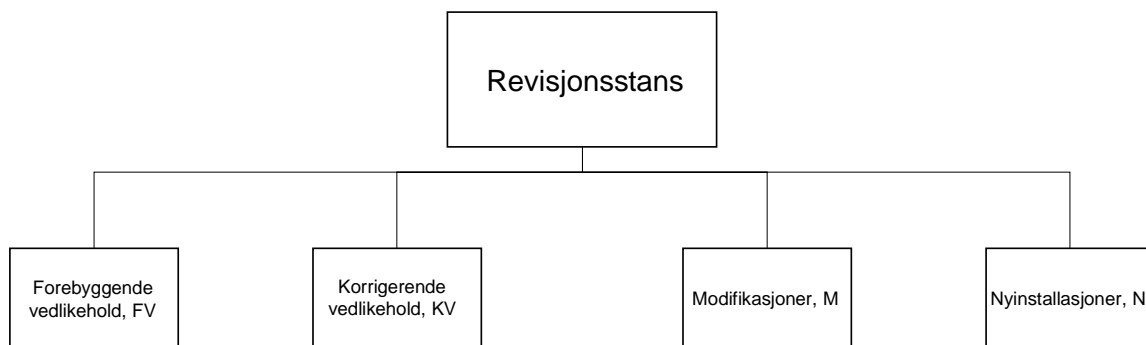 Revisjonsstans
Forebyggende
vedlikehold, FV
Korrigerende
vedlikehold, KV
Modifikasjoner, M
Nyinstallasjoner, N